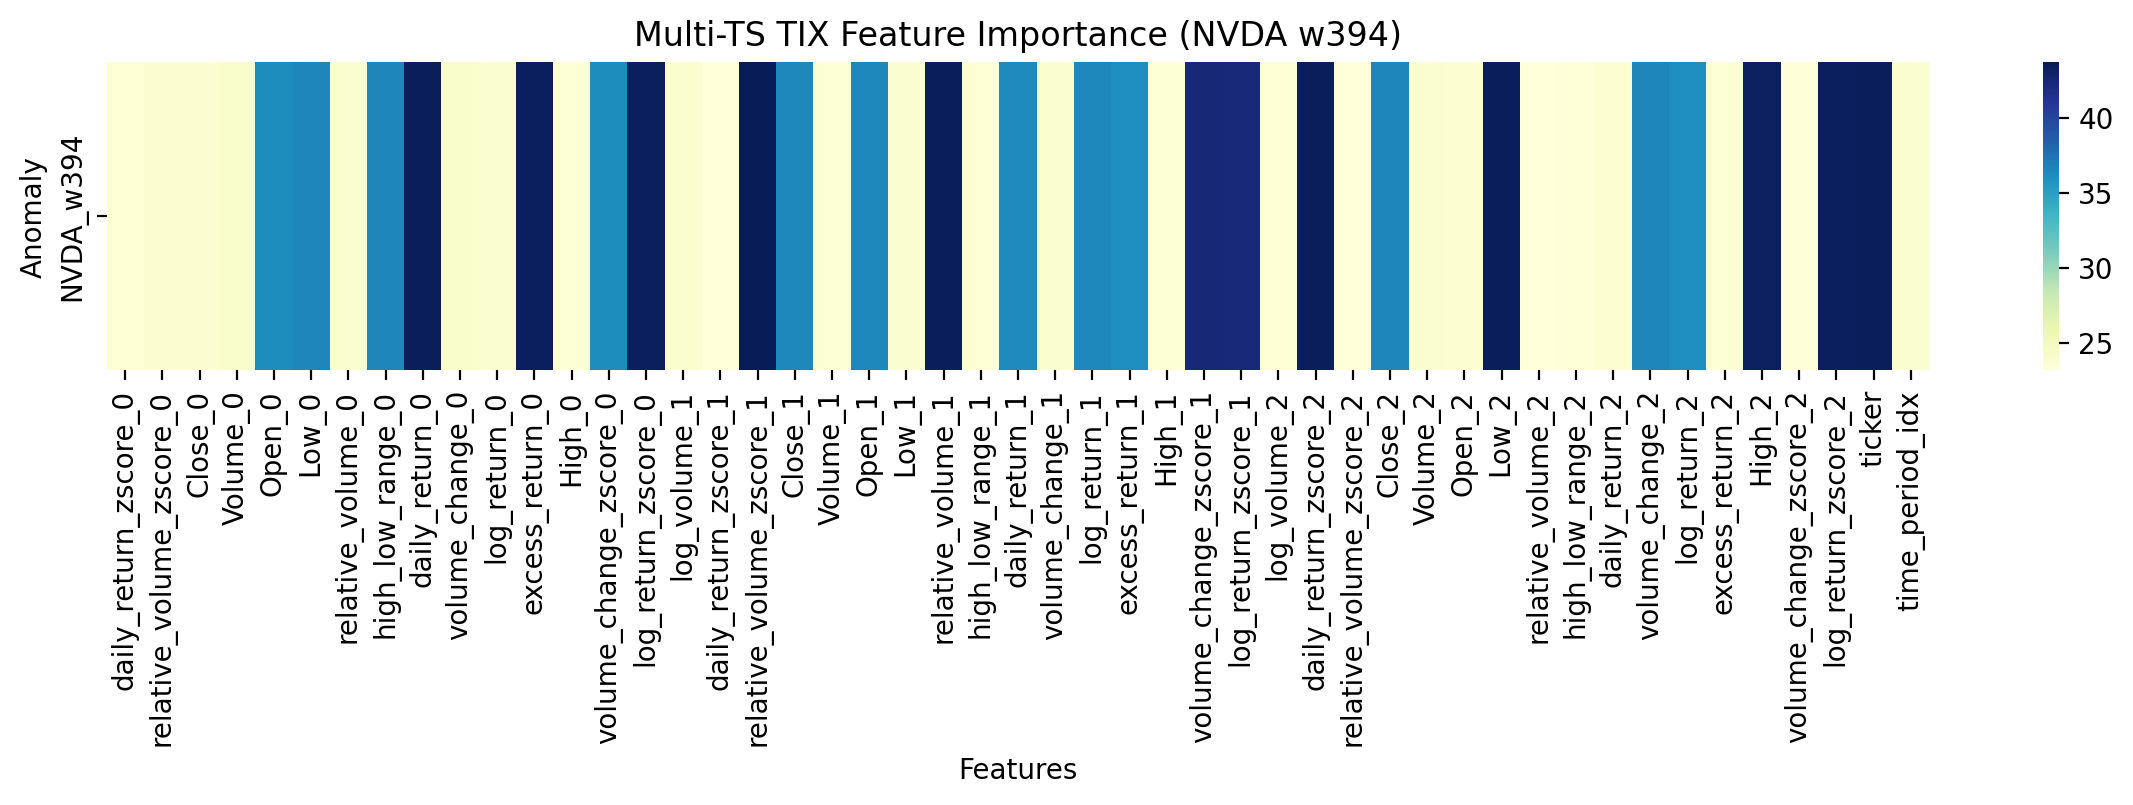 Multi-TS TIX Feature Importance (NVDA w394)
Anomaly
NVDA_w394
40
35
30
25
daily_return_zscore_0
relative_volume_zscore_0
Close_0
Volume_0
Open_0
Low_0
relative_volume_0
high_low_range_0
daily_return_0
volume_change_0
log_return_0
excess_return_0
High_0
volume_change_zscore_0
log_return_zscore_0
log_volume_1
daily_return_zscore_1
relative_volume_zscore_1
Close_1
Volume_1
Open_1
Low_1
relative_volume_1
high_low_range_1
daily_return_1
volume_change_1
log_return_1
excess_return_1
High_1
volume_change_zscore_1
log_return_zscore_1
log_volume_2
daily_return_zscore_2
relative_volume_zscore_2
Close_2
Volume_2
Open_2
Low_2
relative_volume_2
high_low_range_2
daily_return_2
volume_change_2
log_return_2
excess_return_2
High_2
volume_change_zscore_2
log_return_zscore_2
ticker
time_period_idx
Features